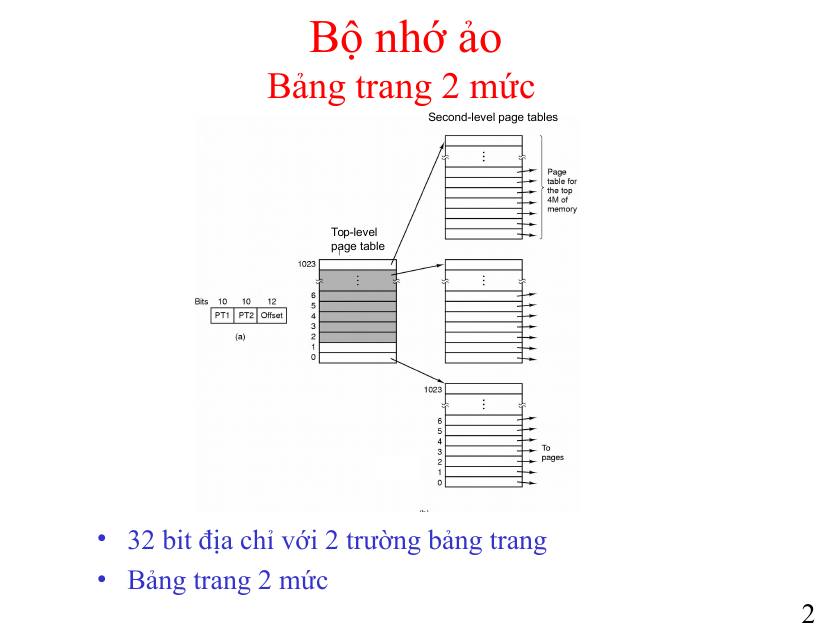 Bộ nhớ ảo
Bảng trang 2 mức
Second-level page tables
Page
table for
the top
4M of
memory
Top-level
page table
1023
6
5
4
3
2
1
0
Bits 10 10 12
PT1 PT2 Offset
(a)
1023
6
5
4
3
2
1
0
To
pages
• 32 bit địa chỉ với 2 trường bảng trang
• Bảng trang 2 mức
2